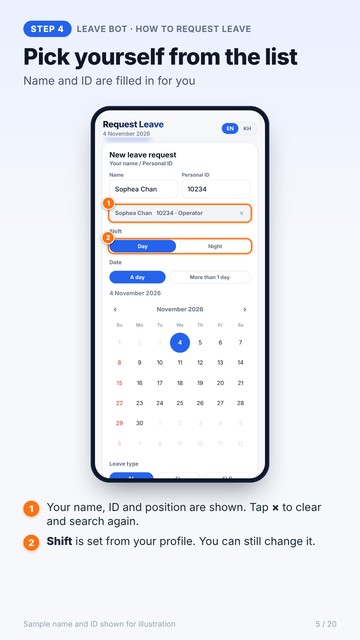 STEP 4 LEAVE BOT · HOW TO REQUEST LEAVE
Pick yourself from the list
Name and ID are filled in for you
Request Leave
4 November 2026
EN KH
New leave request
Your name / Personal ID
Name Personal ID
Sophea Chan 10234
1
Sophea Chan 10234 · Operator ×
Shift
2
Day Night
Date
A day More than 1 day
4 November 2026
‹ November 2026 ›
Su Mo Tu We Th Fr Sa
1 2 3 4 5 6 7
8 9 10 11 12 13 14
15 16 17 18 19 20 21
22 23 24 25 26 27 28
29 30 1 2 3 4 5
6 7 8 9 10 11 12
Leave type
1 Your name, ID and position are shown. Tap × to clear
and search again.
2 Shift is set from your profile. You can still change it.
Sample name and ID shown for illustration 5 / 20